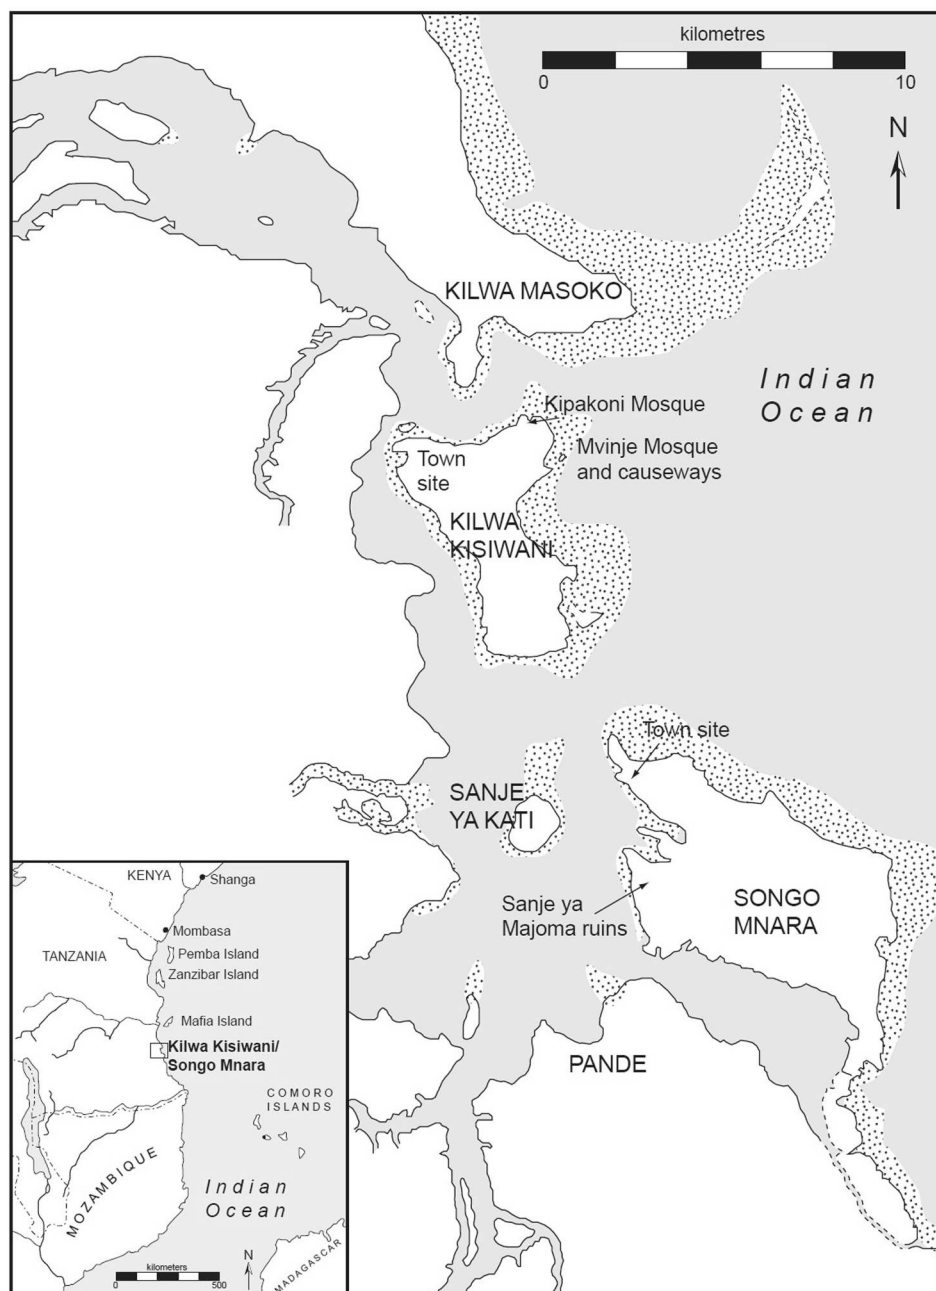 kilometres
0 10
N
KILWA MASOKO
Indian
Ocean
Kipakoni Mosque
Mvinje Mosque
and causeways
Town
site
KILWA
KISIWANI
Town site
SANJE
YA KATI
Sanje ya
Majoma ruins
SONGO
MNARA
PANDE
KENYA
Shanga
Mombasa
TANZANIA
Pemba Island
Zanzibar Island
Mafia Island
Kilwa Kisiwani/
Songo Mnara
COMORO
ISLANDS
MOZAMBIQUE
Indian
Ocean
N
kilometers
0 500
MADAGASCAR